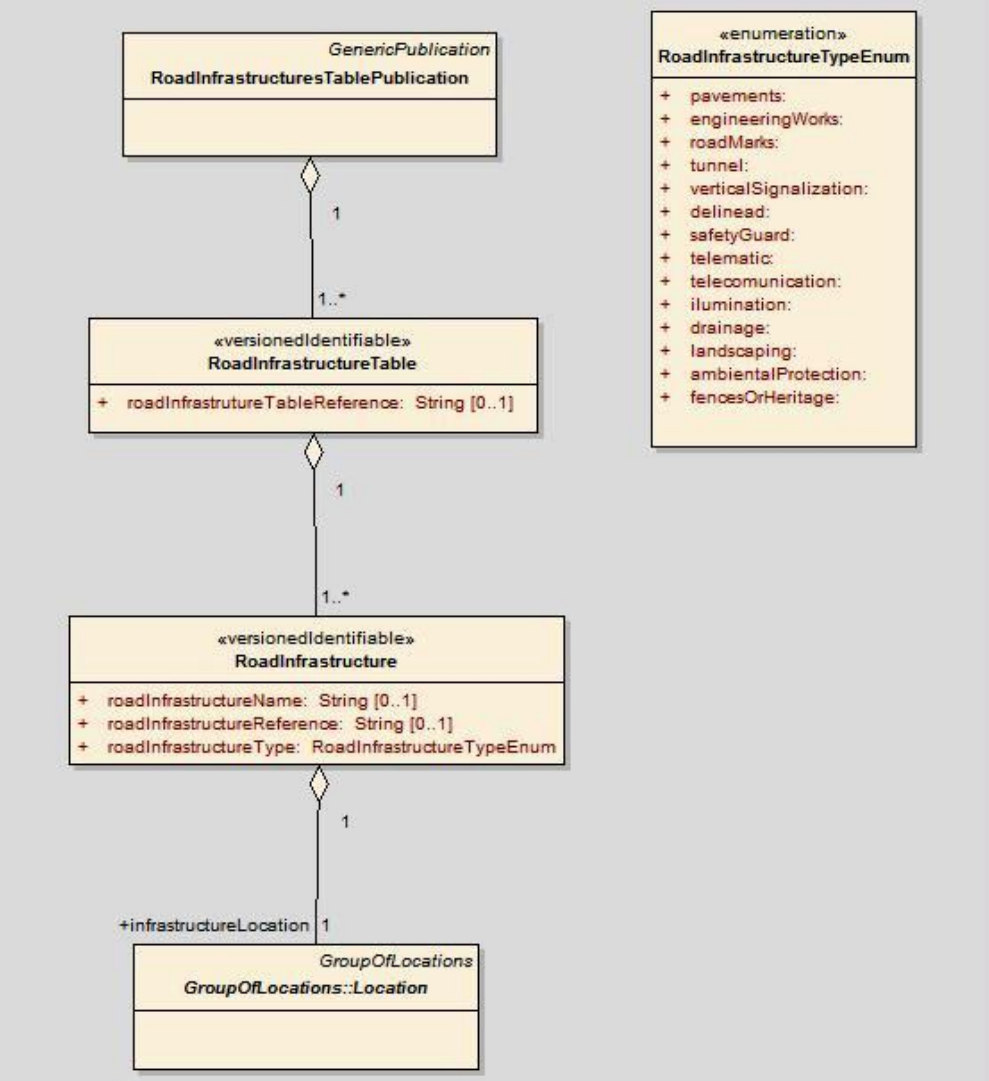 GenericPublication
RoadInfrastructuresTablePublication
1
1..*
«versionedIdentifiable»
RoadInfrastructureTable
+ roadInfrastrutureTableReference: String [0..1]
1
1..*
«versionedIdentifiable»
RoadInfrastructure
+ roadInfrastructureName: String [0..1]
+ roadInfrastructureReference: String [0..1]
+ roadInfrastructureType: RoadInfrastructureTypeEnum
1
+infrastructureLocation 1
GroupOfLocations
GroupOfLocations::Location
«enumeration»
RoadInfrastructureTypeEnum
+ pavements:
+ engineeringWorks:
+ roadMarks:
+ tunnel:
+ verticalSignalization:
+ delinead:
+ safetyGuard:
+ telematic:
+ telecomunication:
+ ilumination:
+ drainage:
+ landscaping:
+ ambientalProtection:
+ fencesOrHeritage: